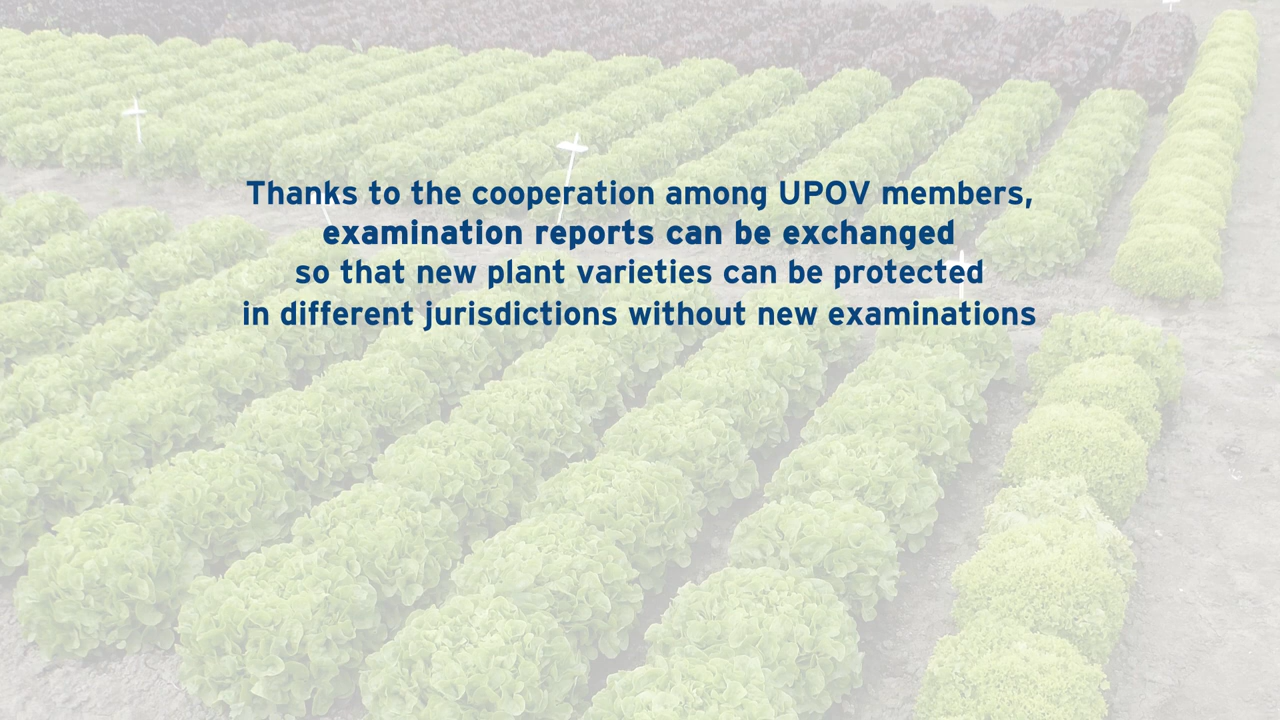 Thanks to the cooperation among UPOV members,
examination reports can be exchanged
so that new plant varieties can be protected
in different jurisdictions without new examinations